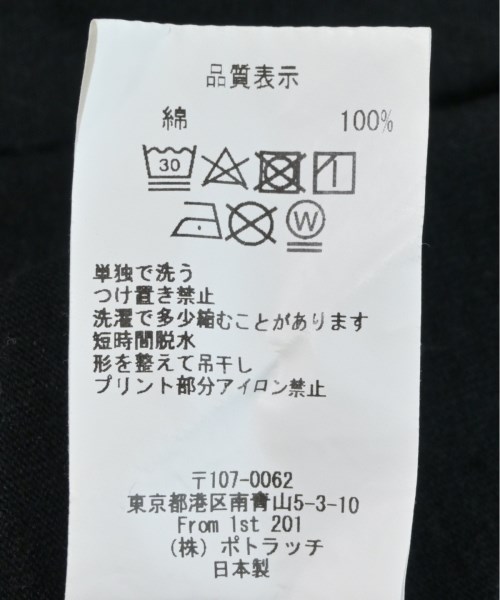 品質表示
綿 100%
30
W
単独で洗う
つけ置き禁止
洗濯で多少縮むことがあります
短時間脱水
形を整えて吊干し
プリント部分アイロン禁止
〒107-0062
東京都港区南青山5-3-10
From 1st 201
(株) ポトラッチ
日本製